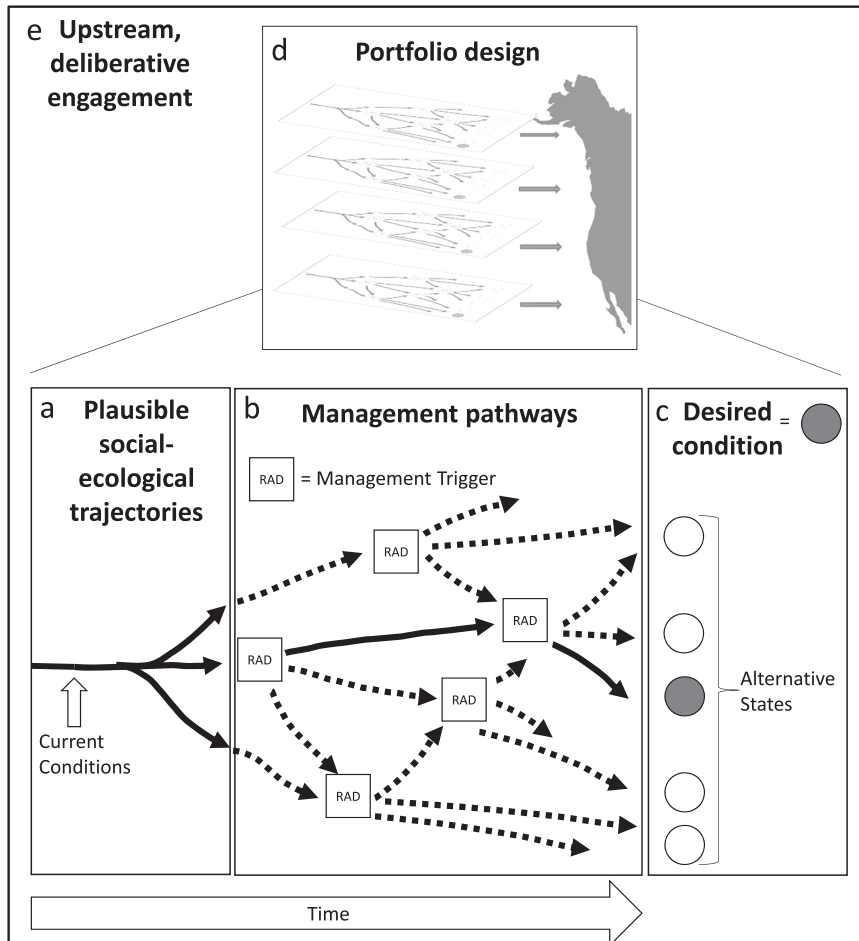 e Upstream,
deliberative
engagement
d Portfolio design
a Plausible
social-
ecological
trajectories
Current
Conditions
b Management pathways
RAD = Management Trigger
RAD
RAD
RAD
RAD
RAD
c Desired =
condition
Alternative
States
Time